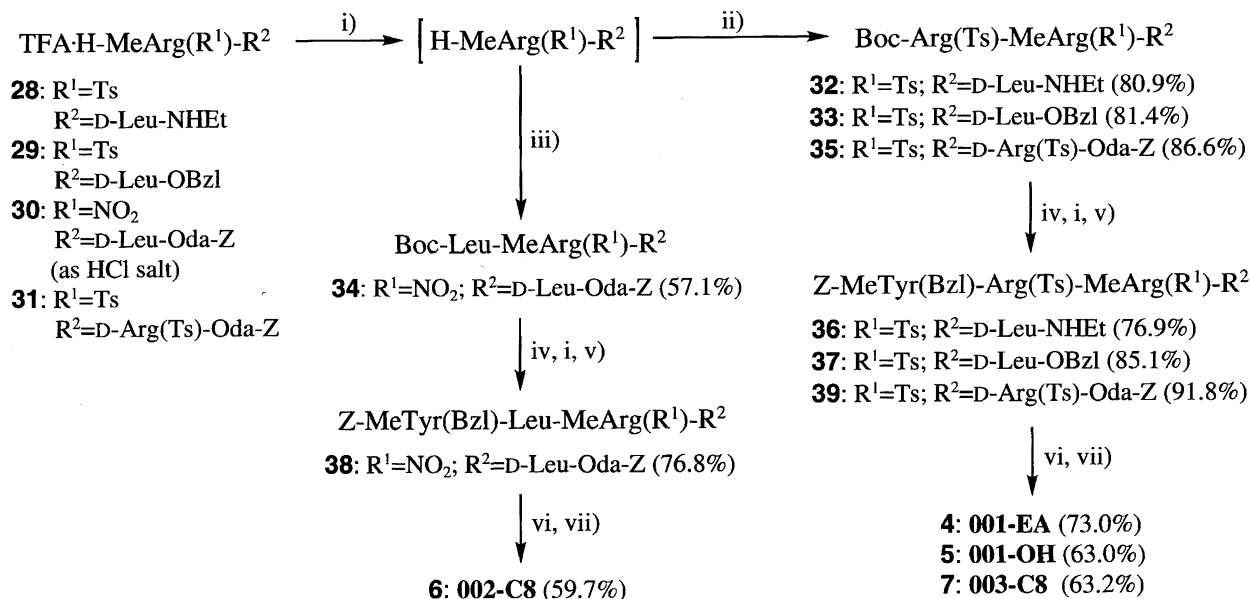 TFA·H-MeArg(R¹)-R²
i)
[H-MeArg(R¹)-R²]
ii)
Boc-Arg(Ts)-MeArg(R¹)-R²
28: R¹=Ts
R²=D-Leu-NHEt
29: R¹=Ts
R²=D-Leu-OBzl
30: R¹=NO₂
R²=D-Leu-Oda-Z
(as HCl salt)
31: R¹=Ts
R²=D-Arg(Ts)-Oda-Z
32: R¹=Ts; R²=D-Leu-NHEt (80.9%)
33: R¹=Ts; R²=D-Leu-OBzl (81.4%)
35: R¹=Ts; R²=D-Arg(Ts)-Oda-Z (86.6%)
iii)
Boc-Leu-MeArg(R¹)-R²
34: R¹=NO₂; R²=D-Leu-Oda-Z (57.1%)
iv, i, v)
Z-MeTyr(Bzl)-Leu-MeArg(R¹)-R²
38: R¹=NO₂; R²=D-Leu-Oda-Z (76.8%)
vi, vii)
6: 002-C8 (59.7%)
iv, i, v)
Z-MeTyr(Bzl)-Arg(Ts)-MeArg(R¹)-R²
36: R¹=Ts; R²=D-Leu-NHEt (76.9%)
37: R¹=Ts; R²=D-Leu-OBzl (85.1%)
39: R¹=Ts; R²=D-Arg(Ts)-Oda-Z (91.8%)
vi, vii)
4: 001-EA (73.0%)
5: 001-OH (63.0%)
7: 003-C8 (63.2%)